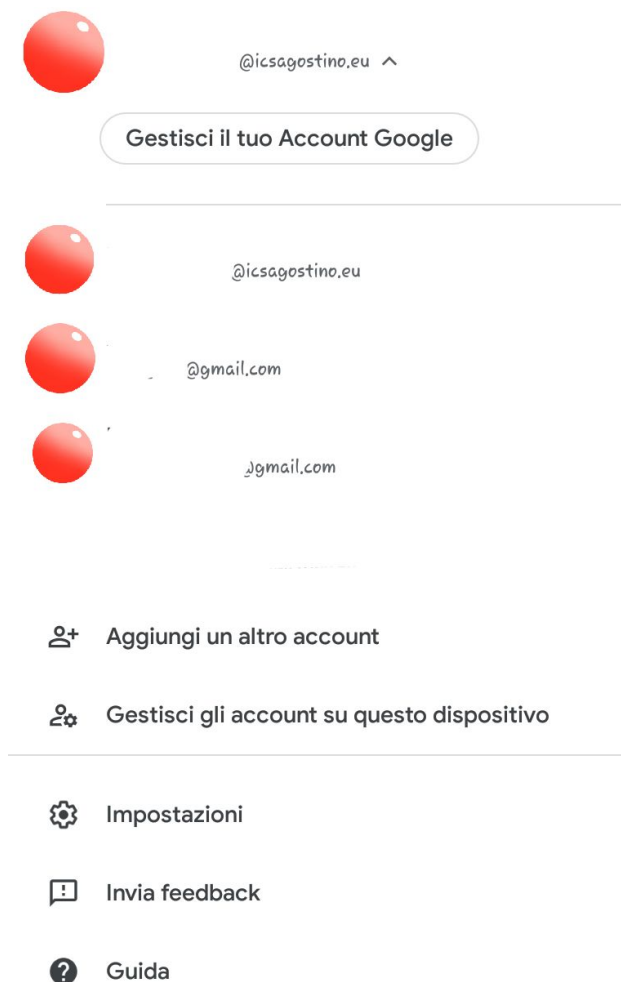 @icsagostino.eu
Gestisci il tuo Account Google
@icsagostino.eu
@gmail.com
@gmail.com
Aggiungi un altro account
Gestisci gli account su questo dispositivo
Impostazioni
Invia feedback
Guida